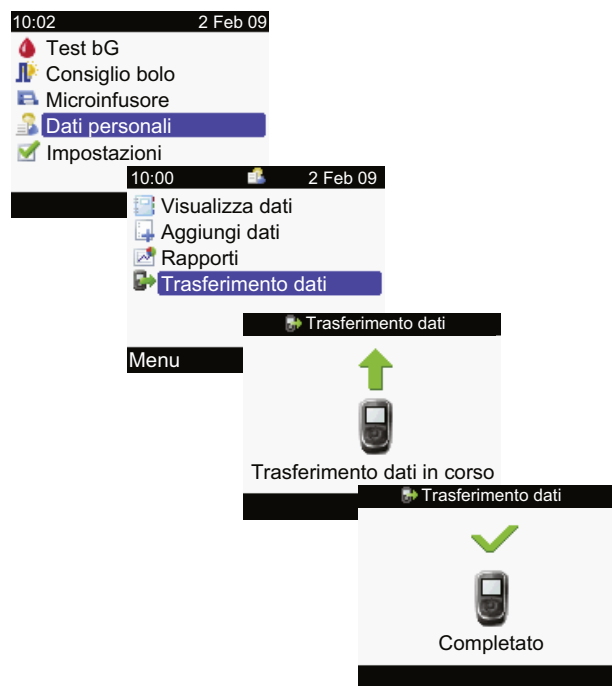 10:02 2 Feb 09
Test bG
Consiglio bolo
Microinfusore
Dati personali
Impostazioni
10:00 2 Feb 09
Visualizza dati
Aggiungi dati
Rapporti
Trasferimento dati
Menu
Trasferimento dati
Trasferimento dati in corso
Trasferimento dati
Completato